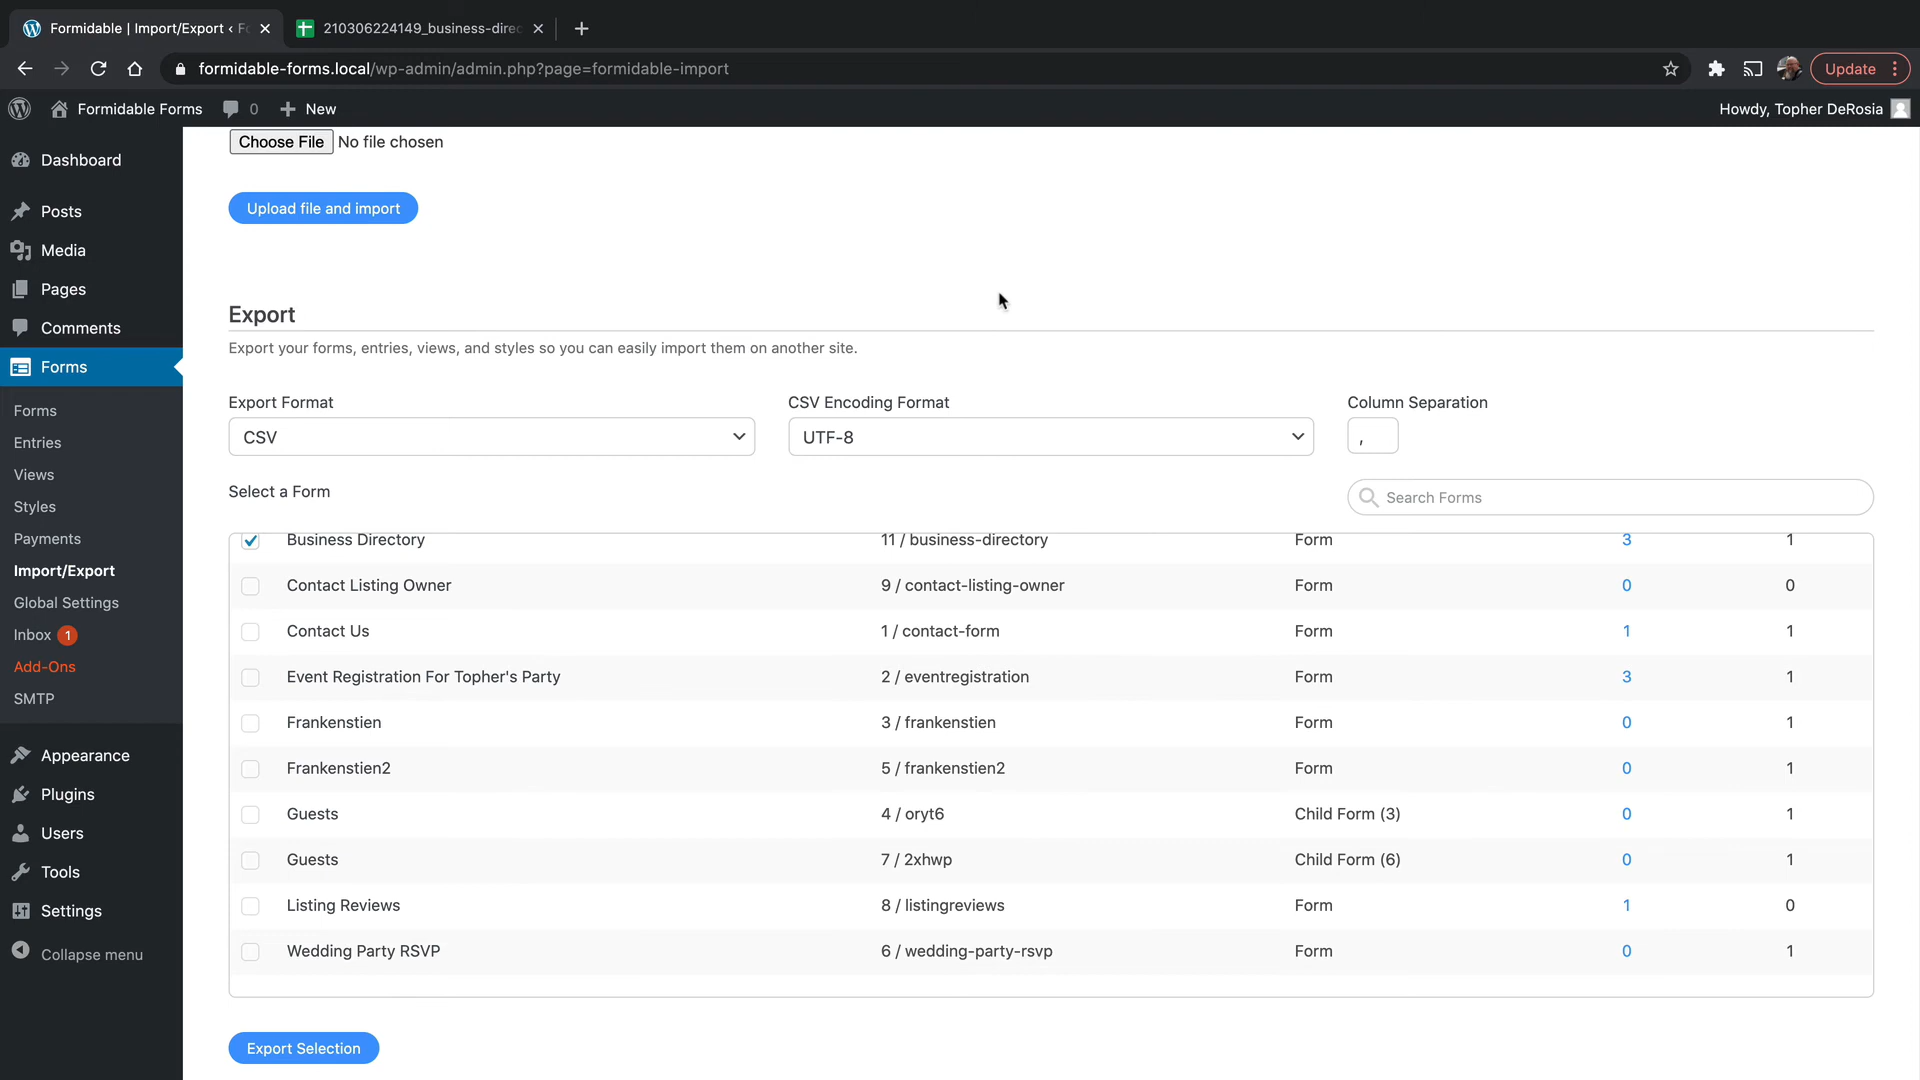 Formidable | Import/Export ‹ Fo
210306224149_business-direc
formidable-forms.local/wp-admin/admin.php?page=formidable-import
Update
Formidable Forms
0
New
Howdy, Topher DeRosia
Dashboard
Posts
Media
Pages
Comments
Forms
Forms
Entries
Views
Styles
Payments
Import/Export
Global Settings
Inbox 1
Add-Ons
SMTP
Appearance
Plugins
Users
Tools
Settings
Collapse menu
Choose File No file chosen
Upload file and import
Export
Export your forms, entries, views, and styles so you can easily import them on another site.
Export Format
CSV Encoding Format
Column Separation
CSV
UTF-8
,
Select a Form
Search Forms
Business Directory 11 / business-directory Form 3 1
Contact Listing Owner 9 / contact-listing-owner Form 0 0
Contact Us 1 / contact-form Form 1 1
Event Registration For Topher's Party 2 / eventregistration Form 3 1
Frankenstien 3 / frankenstien Form 0 1
Frankenstien2 5 / frankenstien2 Form 0 1
Guests 4 / oryt6 Child Form (3) 0 1
Guests 7 / 2xhwp Child Form (6) 0 1
Listing Reviews 8 / listingreviews Form 1 0
Wedding Party RSVP 6 / wedding-party-rsvp Form 0 1
Export Selection